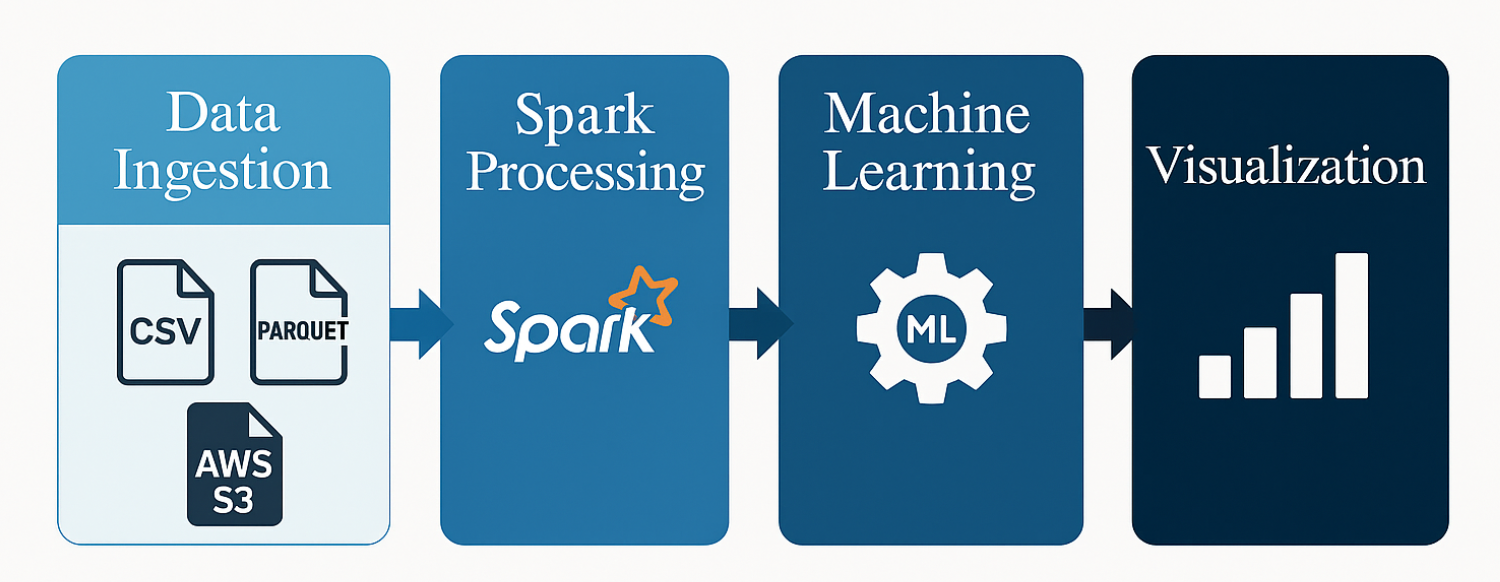 Data
Ingestion
CSV
PARQUET
AWS
S3
Spark
Processing
Spark
Machine
Learning
ML
Visualization